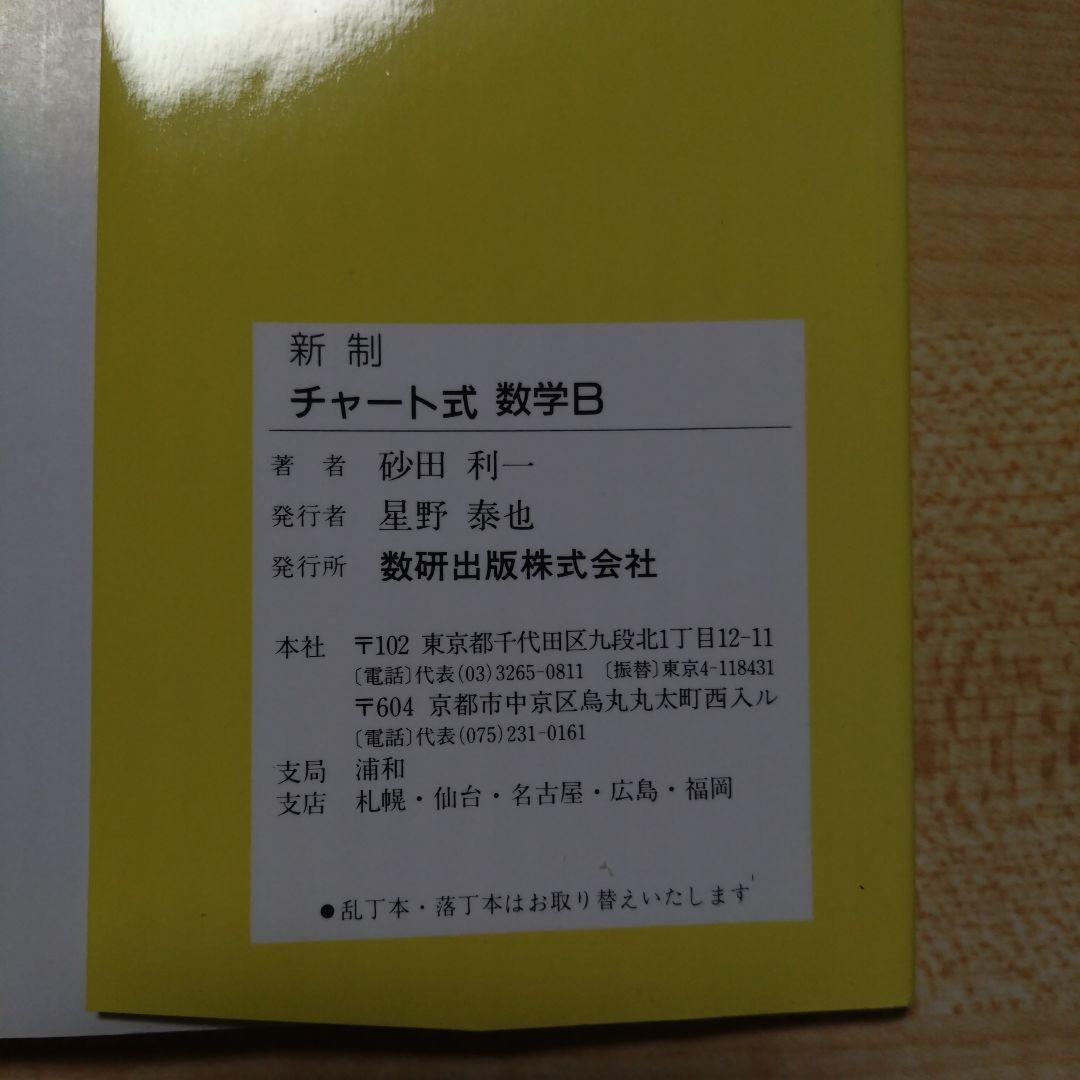 新制
チャート式 数学B
著者 砂田 利一
発行者 星野 泰也
発行所 数研出版株式会社
本社 〒102 東京都千代田区九段北1丁目12-11
〔電話〕代表(03)3265-0811 〔振替〕東京4-118431
〒604 京都市中京区烏丸丸太町西入ル
〔電話〕代表(075)231-0161
支局 浦和
支店 札幌・仙台・名古屋・広島・福岡
●乱丁本・落丁本はお取り替えいたします